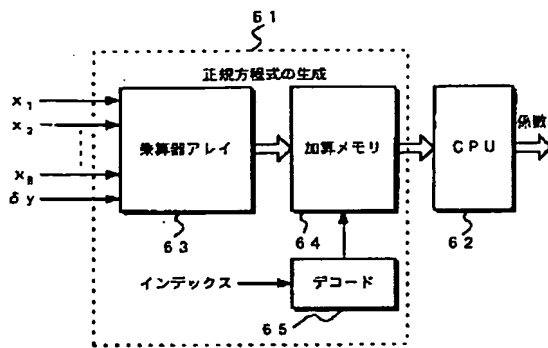 61
正規方程式の生成
x1
x2
x8
δy
乗算器アレイ
加算メモリ
CPU
係数
63
64
62
インデックス
デコード
65